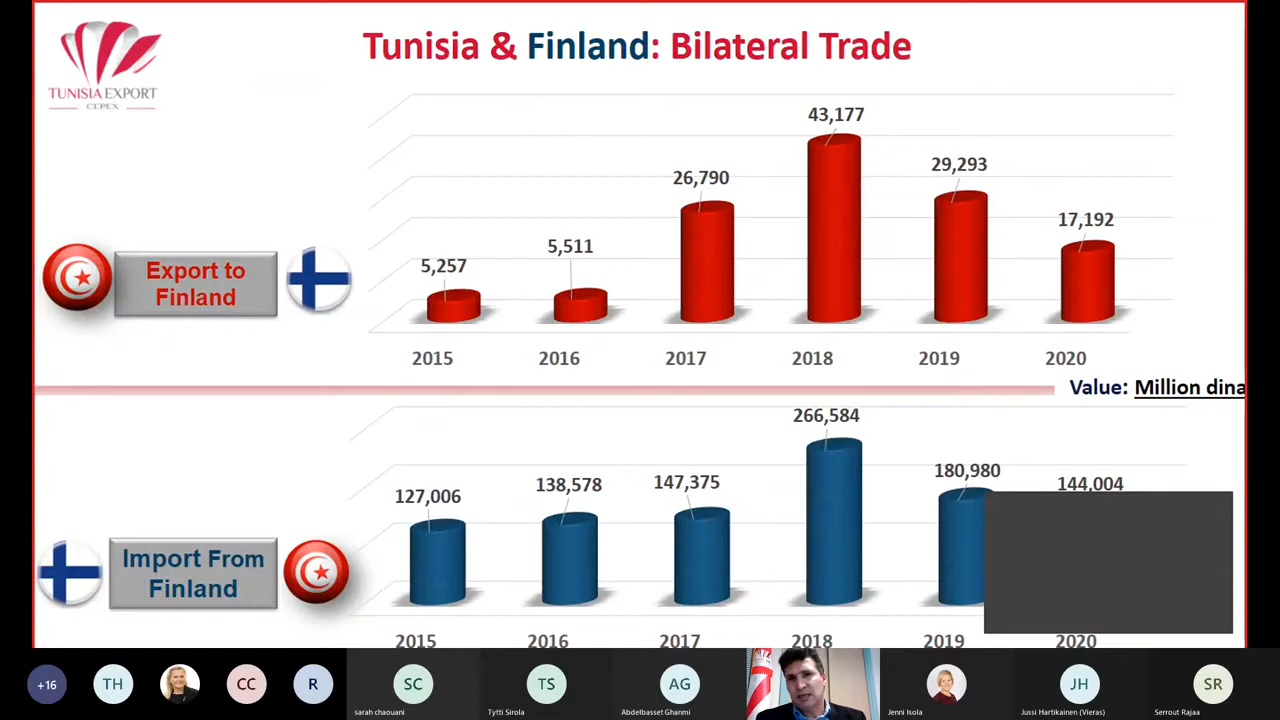 Tunisia & Finland: Bilateral Trade
TUNISIA EXPORT
CEPEX
43,177
29,293
26,790
17,192
5,511
5,257
Export to
Finland
2015 2016 2017 2018 2019 2020
Value: Million dina
266,584
180,980
147,375
144,004
138,578
127,006
Import From
Finland
2015 2016 2017 2018 2019 2020
+16 TH CC R SC TS AG JH SR
sarah chaouani Tytti Sirola Abdelbasset Ghanmi Jenni Isola Jussi Hartikainen (Vieras) Serrout Rajaa